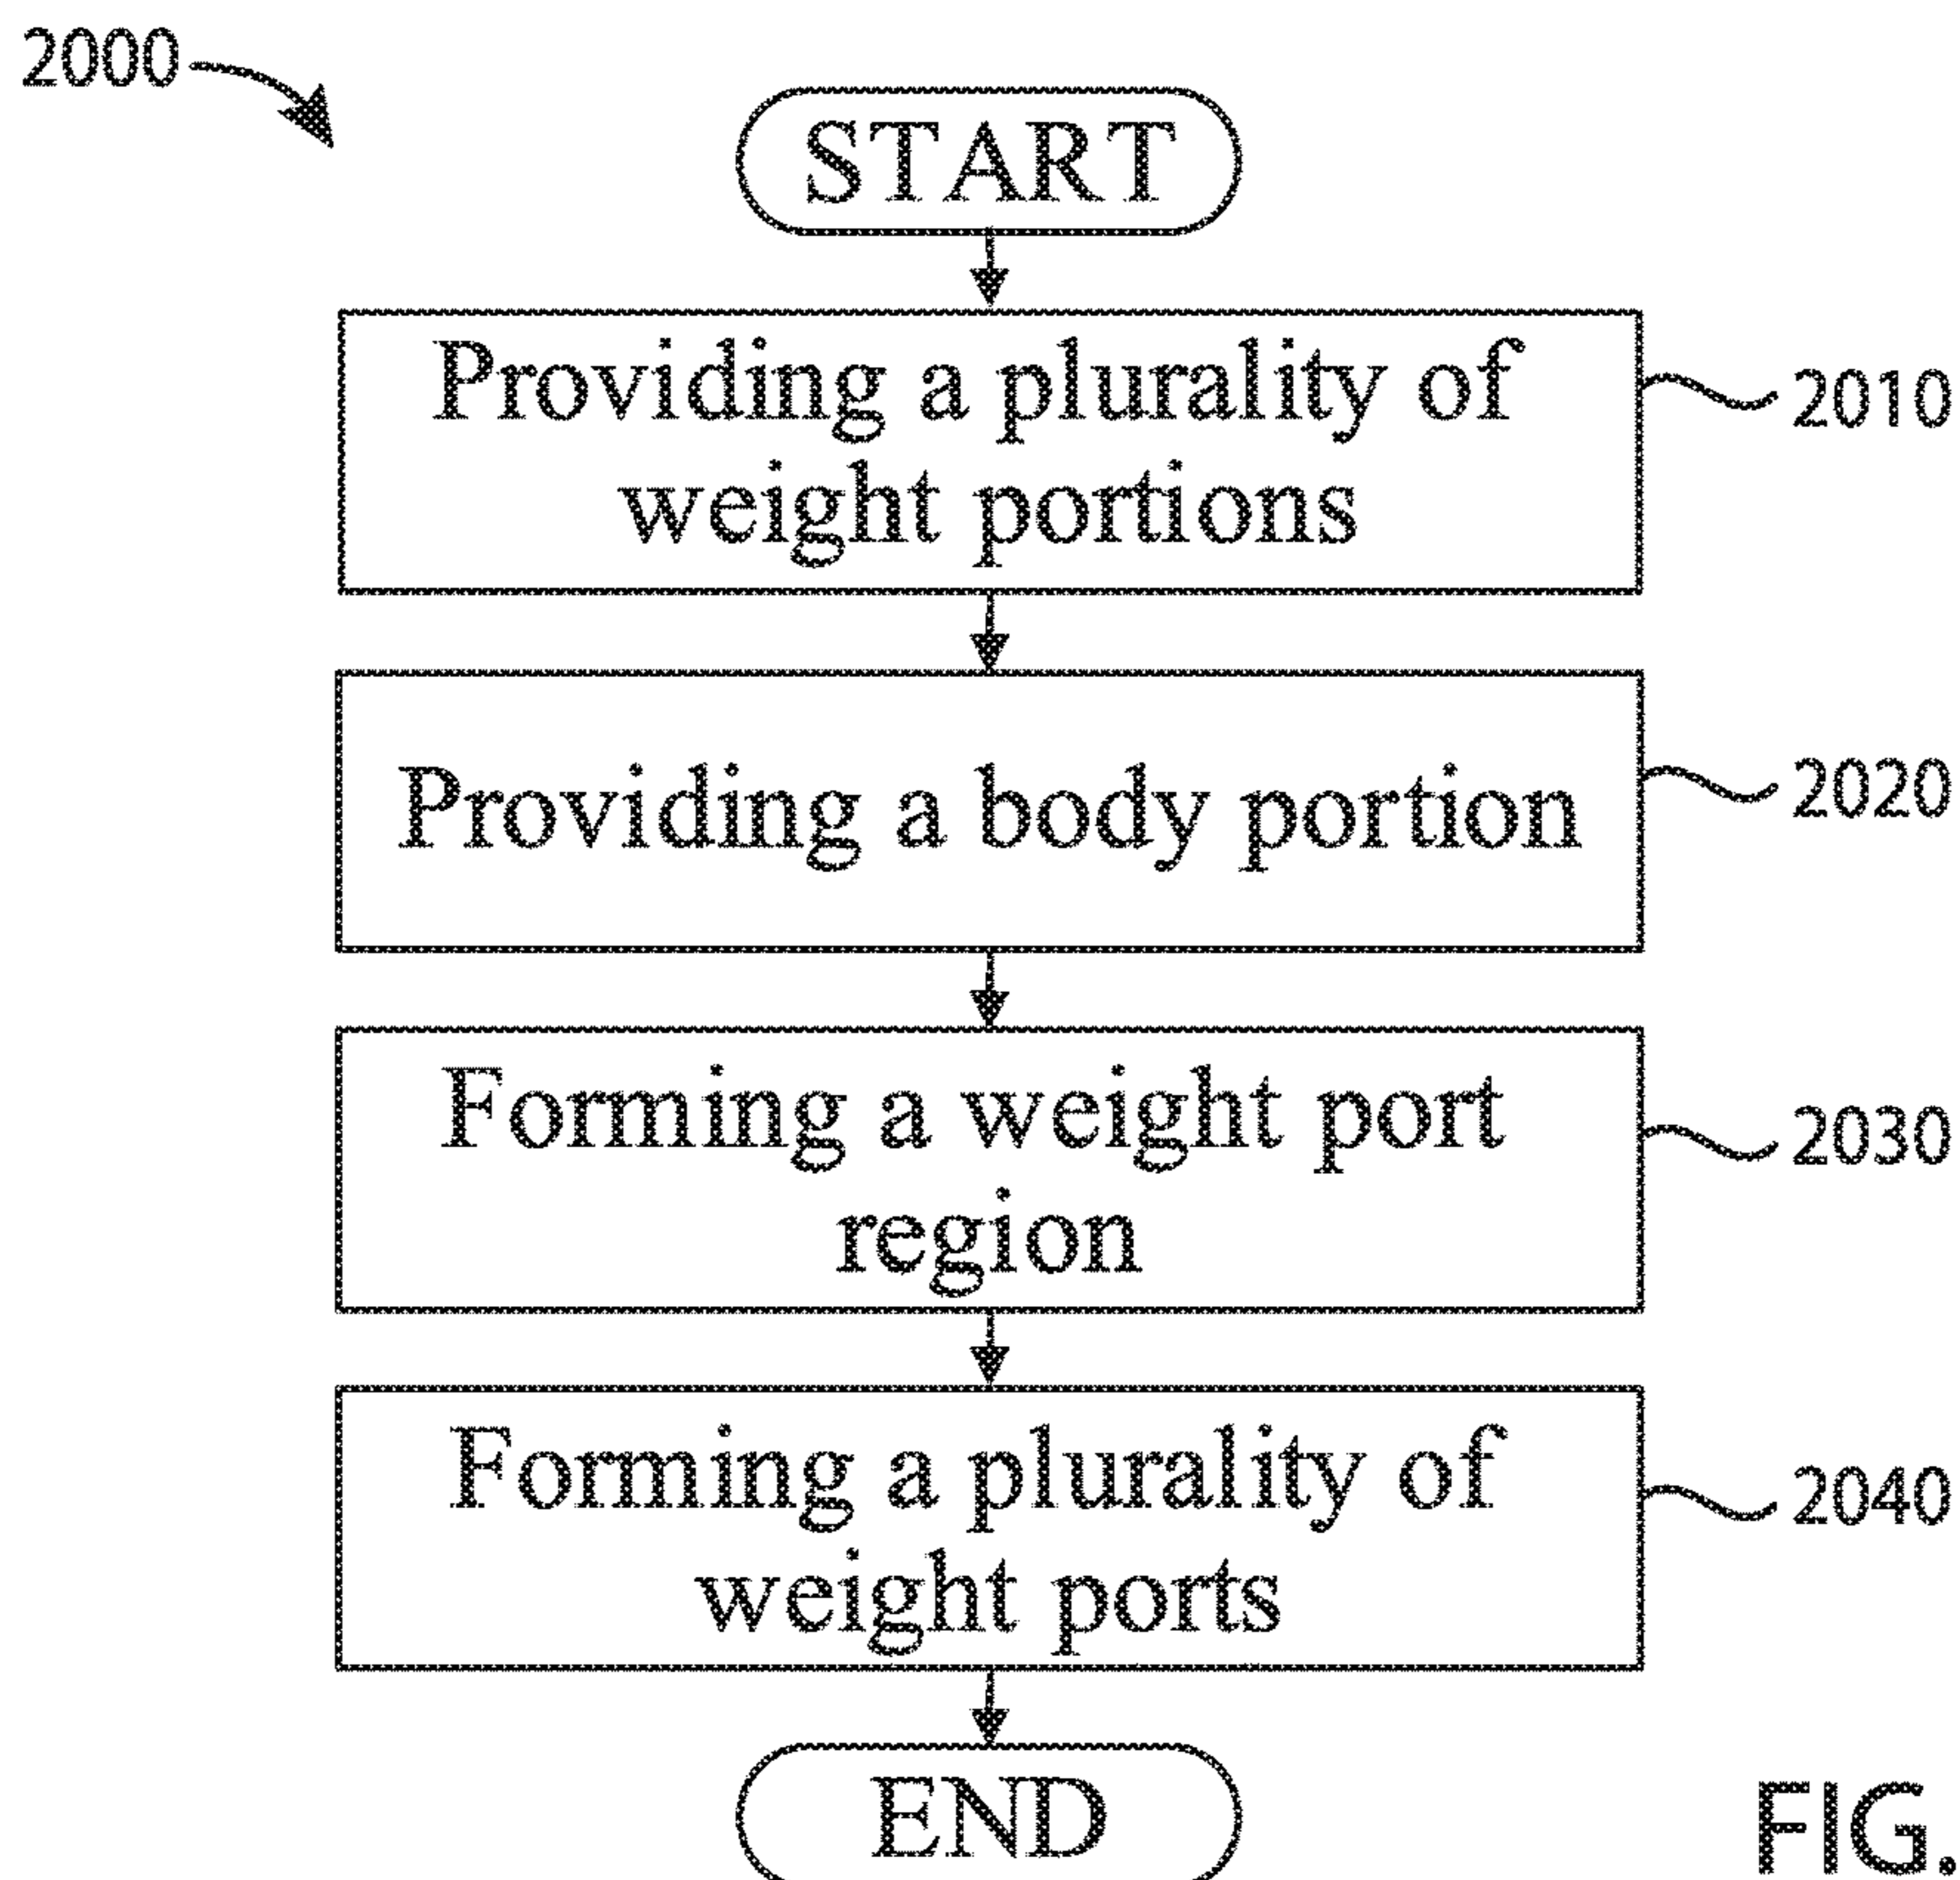 2000
START
Providing a plurality of
weight portions
2010
Providing a body portion
2020
Forming a weight port
region
2030
Forming a plurality of
weight ports
2040
END
FIG.